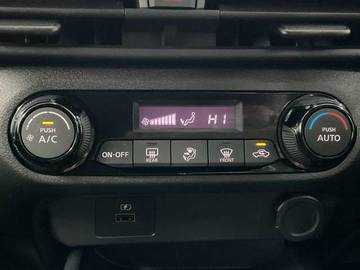 HI
PUSH
A/C
PUSH
AUTO
ON-OFF
REAR
FRONT